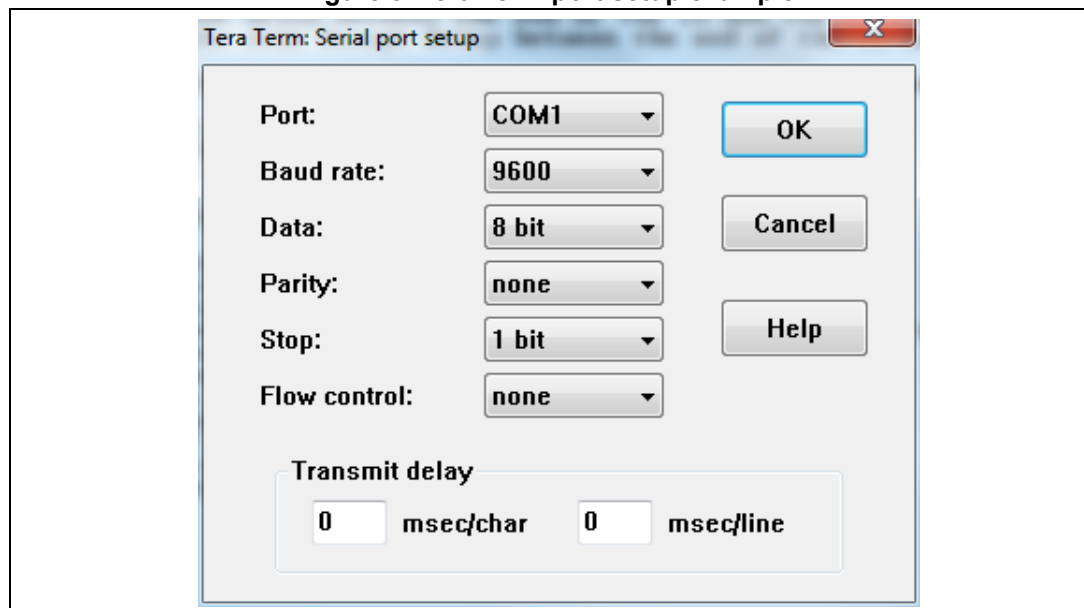 Tera Term: Serial port setup
Port: COM1
OK
Baud rate: 9600
Data: 8 bit
Cancel
Parity: none
Stop: 1 bit
Help
Flow control: none
Transmit delay
0 msec/char 0 msec/line